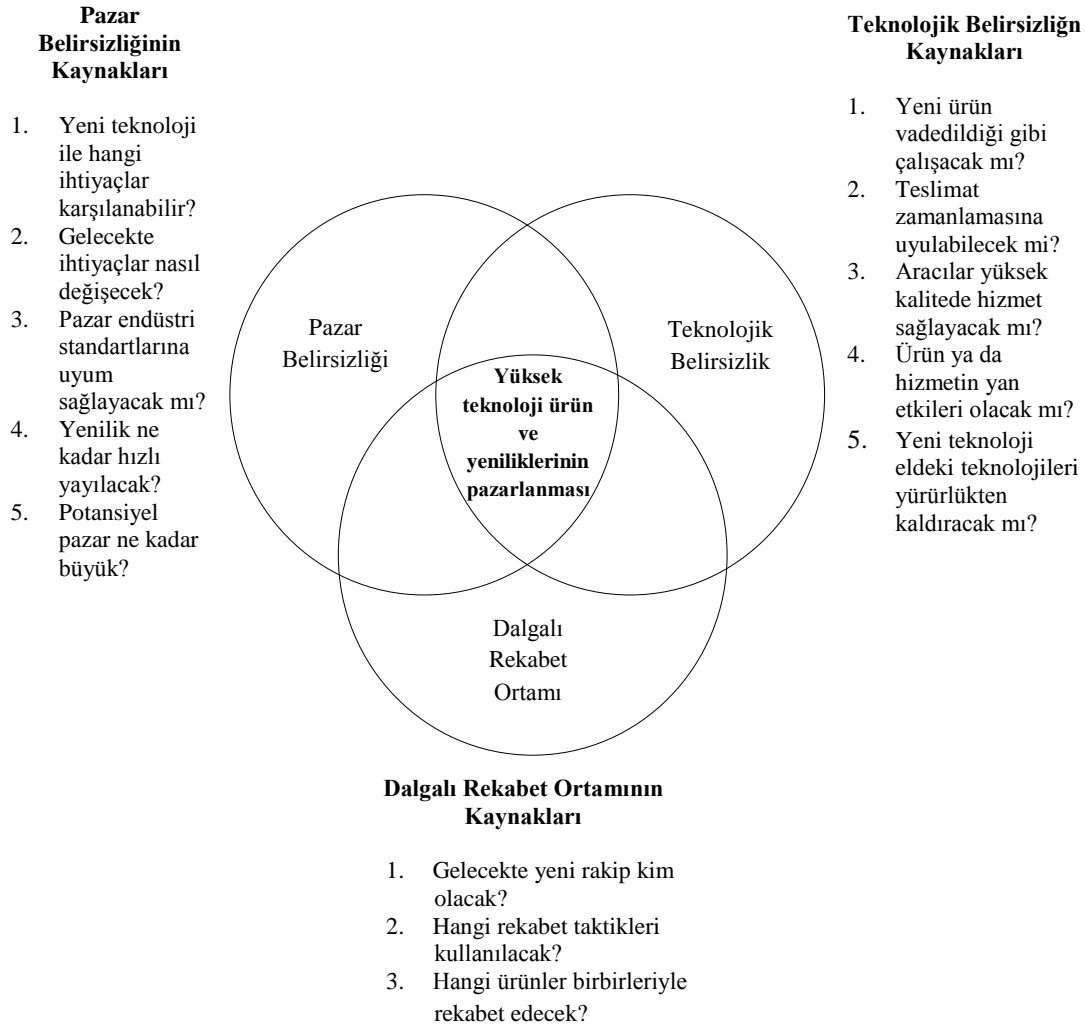 Pazar
Belirsizliğinin
Kaynakları
1. Yeni teknoloji
ile hangi
ihtiyaçlar
karşılanabilir?
2. Gelecekte
ihtiyaçlar nasıl
değişecek?
3. Pazar endüstri
standartlarına
uyum
sağlayacak mı?
4. Yenilik ne
kadar hızlı
yayılacak?
5. Potansiyel
pazar ne kadar
büyük?
Teknolojik Belirsizliğn
Kaynakları
1. Yeni ürün
vadedildiği gibi
çalışacak mı?
2. Teslimat
zamanlamasına
uyulabilecek mi?
3. Aracılar yüksek
kalitede hizmet
sağlayacak mı?
4. Ürün ya da
hizmetin yan
etkileri olacak mı?
5. Yeni teknoloji
eldeki teknolojileri
yürürlükten
kaldıracak mı?
Pazar
Belirsizliği
Teknolojik
Belirsizlik
Yüksek
teknoloji ürün
ve
yeniliklerinin
pazarlanması
Dalgalı
Rekabet
Ortamı
Dalgalı Rekabet Ortamının
Kaynakları
1. Gelecekte yeni rakip kim
olacak?
2. Hangi rekabet taktikleri
kullanılacak?
3. Hangi ürünler birbirleriyle
rekabet edecek?